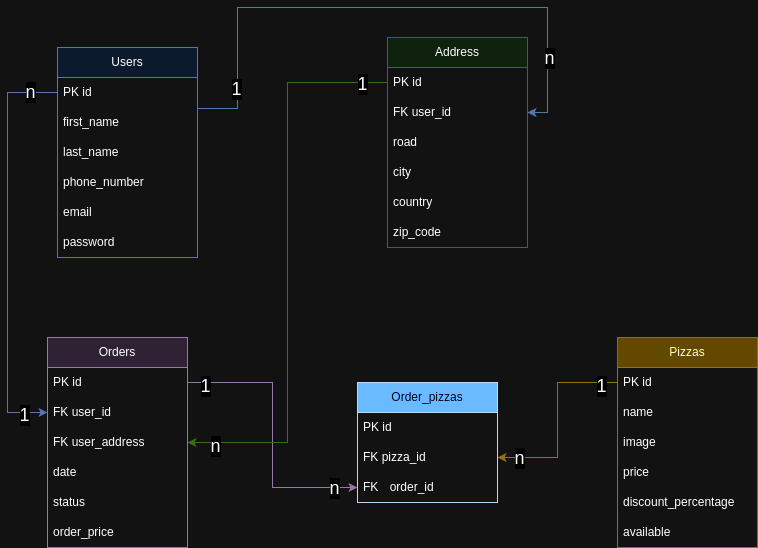 Users
PK id
first_name
last_name
phone_number
email
password
Address
PK id
FK user_id
road
city
country
zip_code
Orders
PK id
FK user_id
FK user_address
date
status
order_price
Order_pizzas
PK id
FK pizza_id
FK order_id
Pizzas
PK id
name
image
price
discount_percentage
available
n
1
1
n
1
n
1
n
1
n